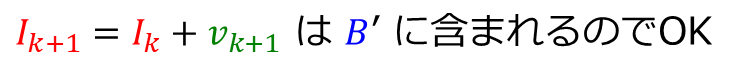 I_{k+1} = I_k + v_{k+1} は B′ に含まれるのでOK